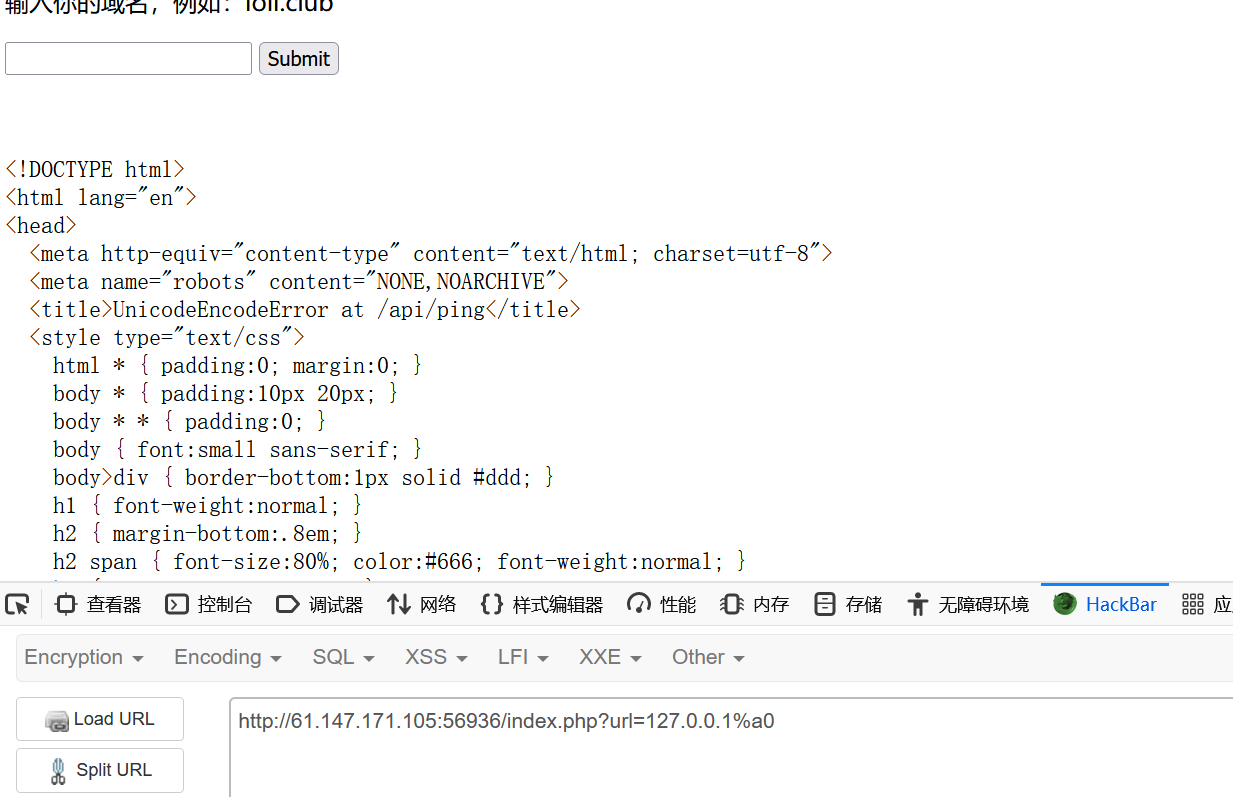 输入你的域名，例如：loli.club
Submit
<!DOCTYPE html>
<html lang="en">
<head>
<meta http-equiv="content-type" content="text/html; charset=utf-8">
<meta name="robots" content="NONE,NOARCHIVE">
<title>UnicodeEncodeError at /api/ping</title>
<style type="text/css">
html * { padding:0; margin:0; }
body * { padding:10px 20px; }
body * * { padding:0; }
body { font:small sans-serif; }
body>div { border-bottom:1px solid #ddd; }
h1 { font-weight:normal; }
h2 { margin-bottom:.8em; }
h2 span { font-size:80%; color:#666; font-weight:normal; }
查看器 控制台 调试器 网络 样式编辑器 性能 内存 存储 无障碍环境 HackBar 应
Encryption Encoding SQL XSS LFI XXE Other
Load URL http://61.147.171.105:56936/index.php?url=127.0.0.1%a0
Split URL